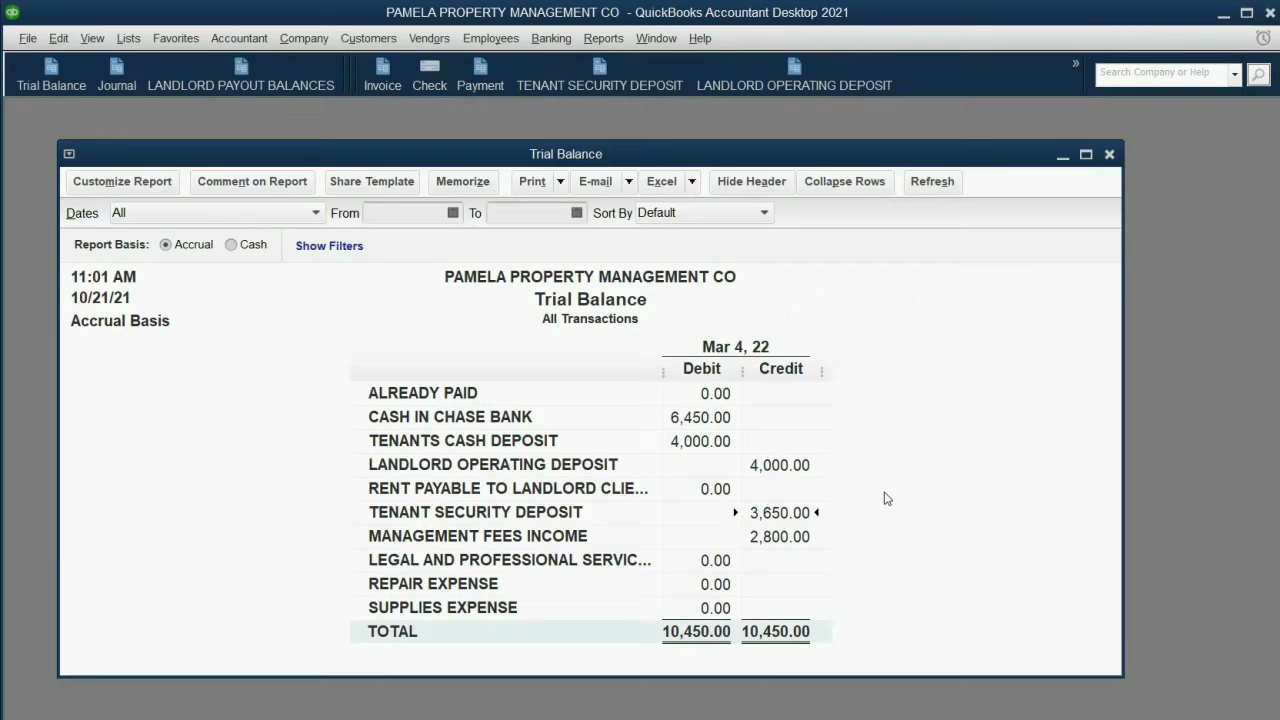 PAMELA PROPERTY MANAGEMENT CO - QuickBooks Accountant Desktop 2021
File Edit View Lists Favorites Accountant Company Customers Vendors Employees Banking Reports Window Help
Trial Balance Journal LANDLORD PAYOUT BALANCES Invoice Check Payment TENANT SECURITY DEPOSIT LANDLORD OPERATING DEPOSIT » Search Company or Help
Trial Balance
Customize Report Comment on Report Share Template Memorize Print E-mail Excel Hide Header Collapse Rows Refresh
Dates All From To Sort By Default
Report Basis: Accrual Cash Show Filters
11:01 AM PAMELA PROPERTY MANAGEMENT CO
10/21/21 Trial Balance
Accrual Basis All Transactions
Mar 4, 22
Debit Credit
ALREADY PAID 0.00
CASH IN CHASE BANK 6,450.00
TENANTS CASH DEPOSIT 4,000.00
LANDLORD OPERATING DEPOSIT 4,000.00
RENT PAYABLE TO LANDLORD CLIE... 0.00
TENANT SECURITY DEPOSIT 3,650.00
MANAGEMENT FEES INCOME 2,800.00
LEGAL AND PROFESSIONAL SERVIC... 0.00
REPAIR EXPENSE 0.00
SUPPLIES EXPENSE 0.00
TOTAL 10,450.00 10,450.00